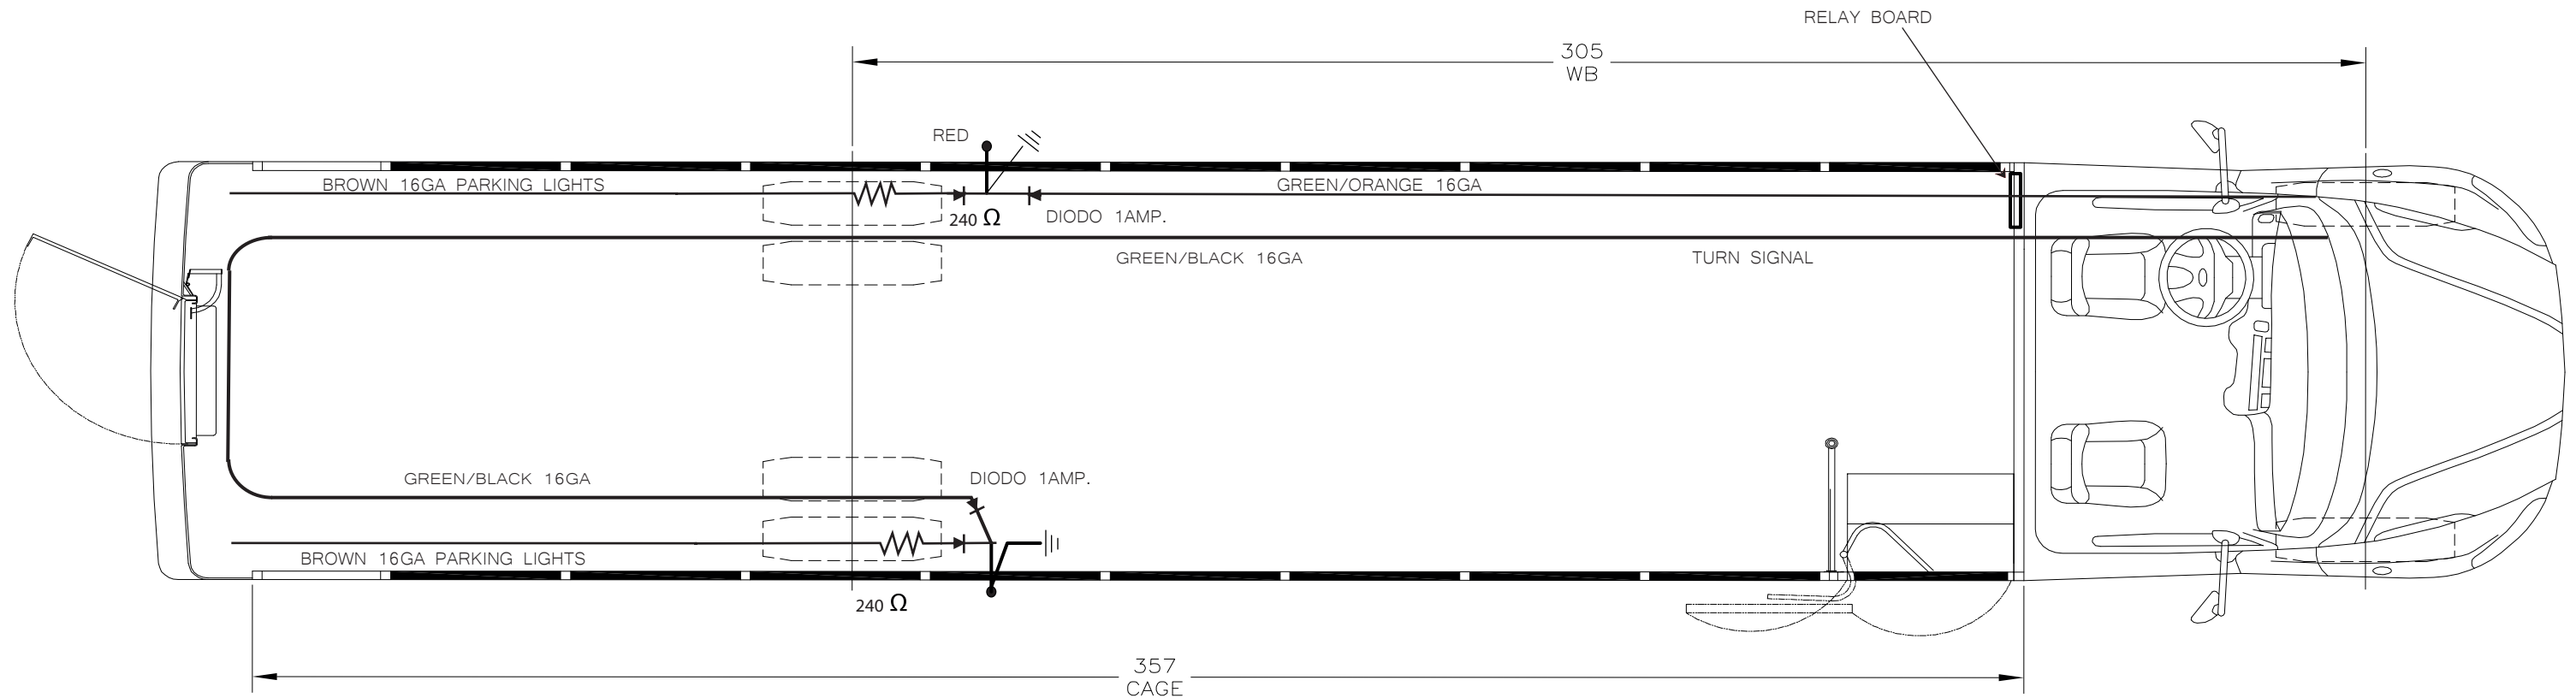 RELAY BOARD
305
WB
RED
BROWN 16GA PARKING LIGHTS
GREEN/ORANGE 16GA
240 Ω
DIODO 1AMP.
GREEN/BLACK 16GA
TURN SIGNAL
GREEN/BLACK 16GA
DIODO 1AMP.
BROWN 16GA PARKING LIGHTS
240 Ω
357
CAGE